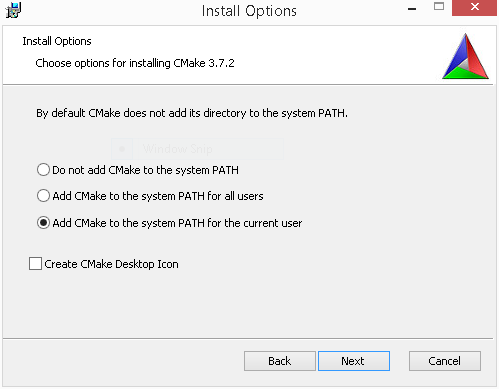 Install Options
Install Options
Choose options for installing CMake 3.7.2
By default CMake does not add its directory to the system PATH.
Window Snip
Do not add CMake to the system PATH
Add CMake to the system PATH for all users
Add CMake to the system PATH for the current user
Create CMake Desktop Icon
Back Next Cancel